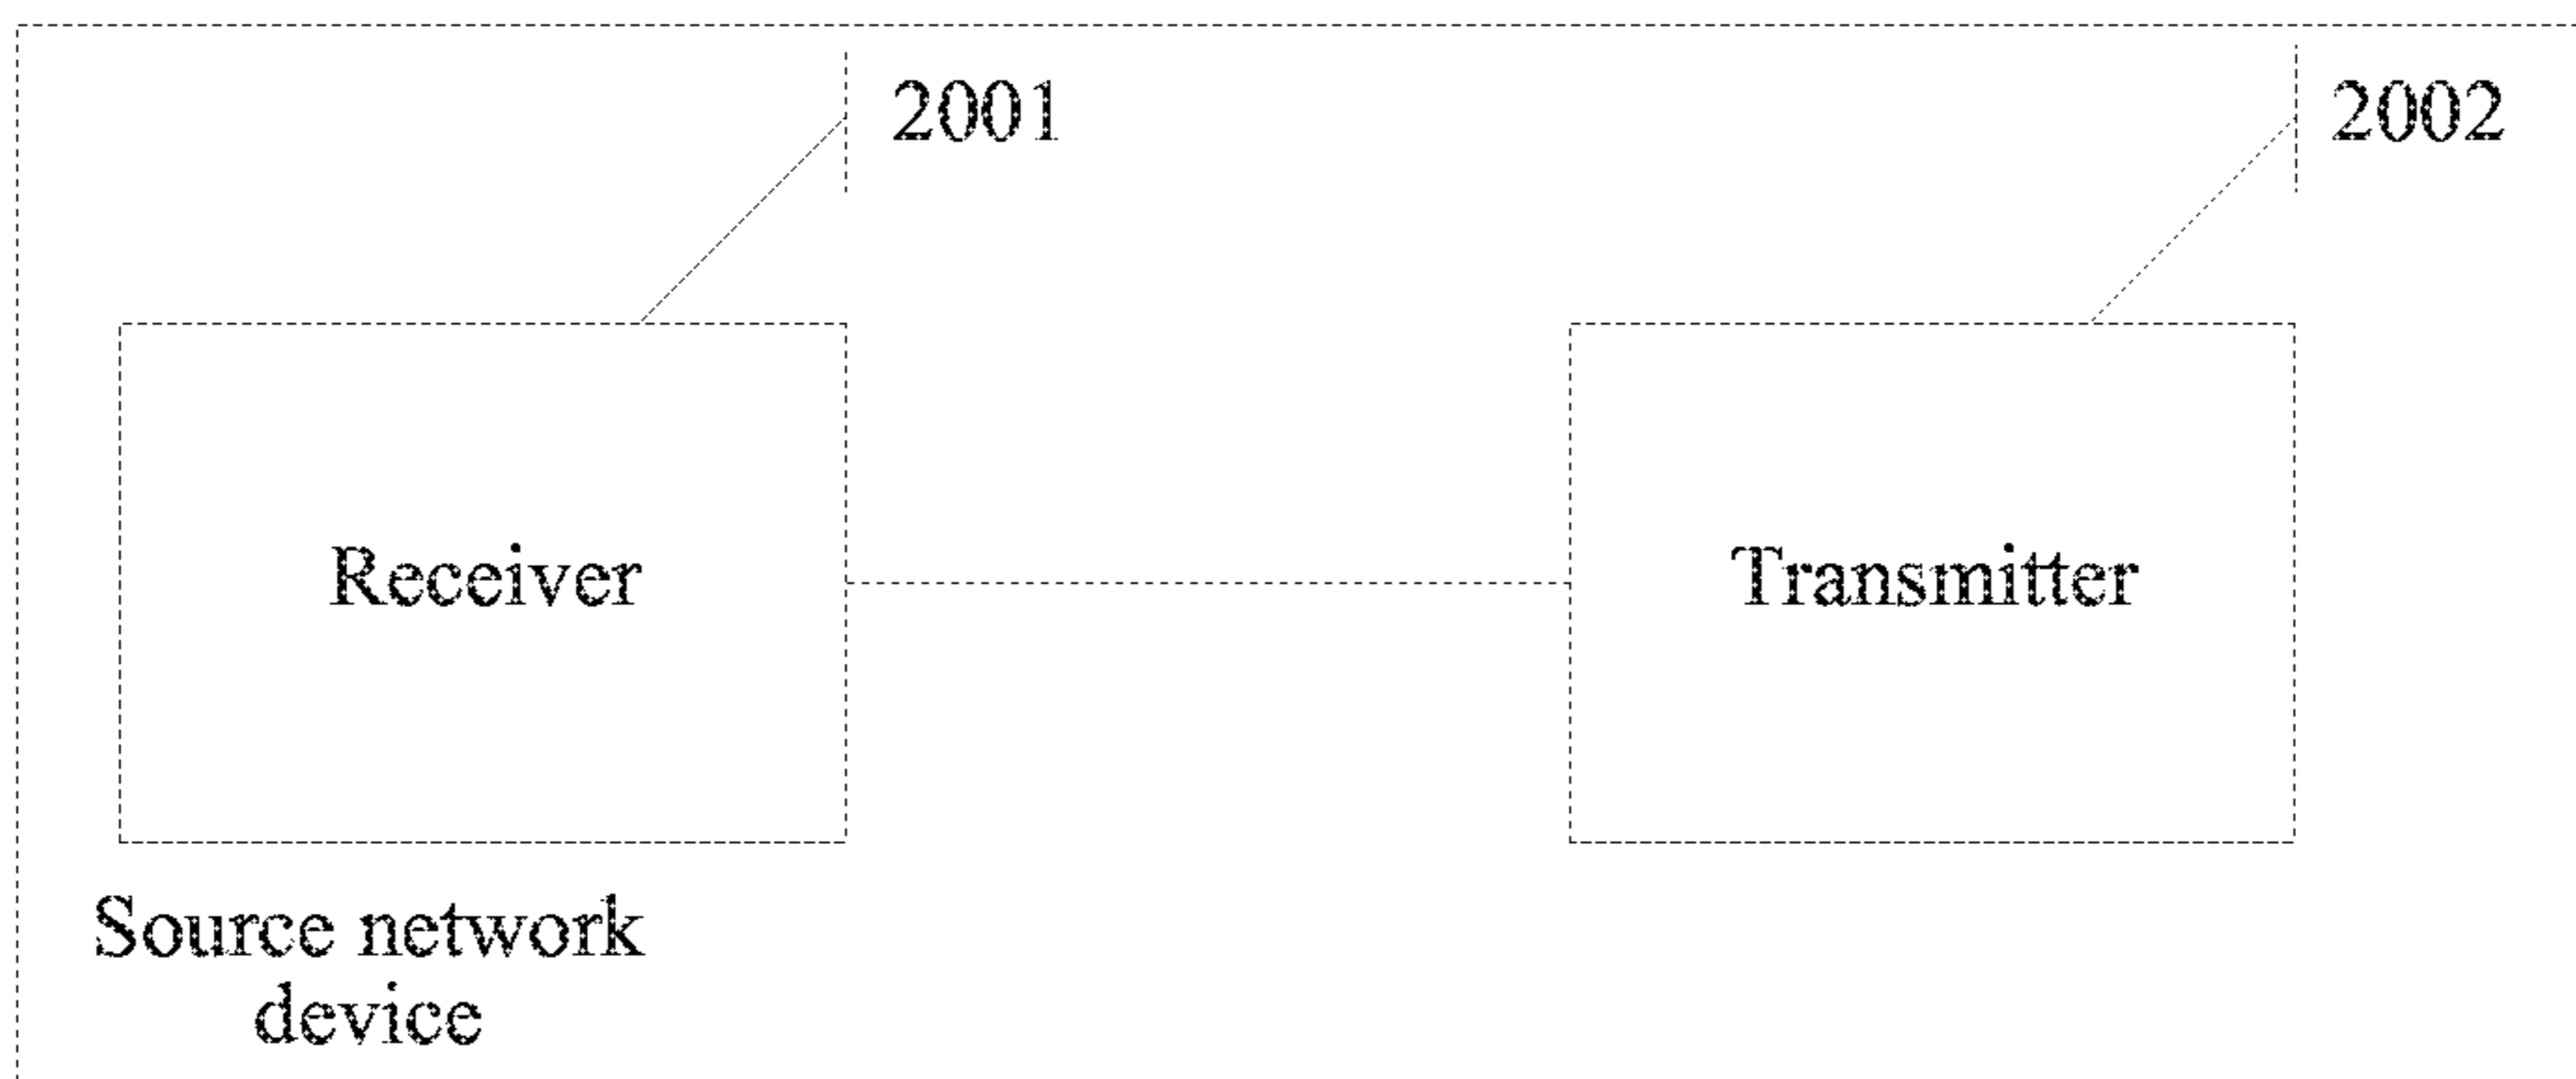 2001
2002
Receiver
Transmitter
Source network
device